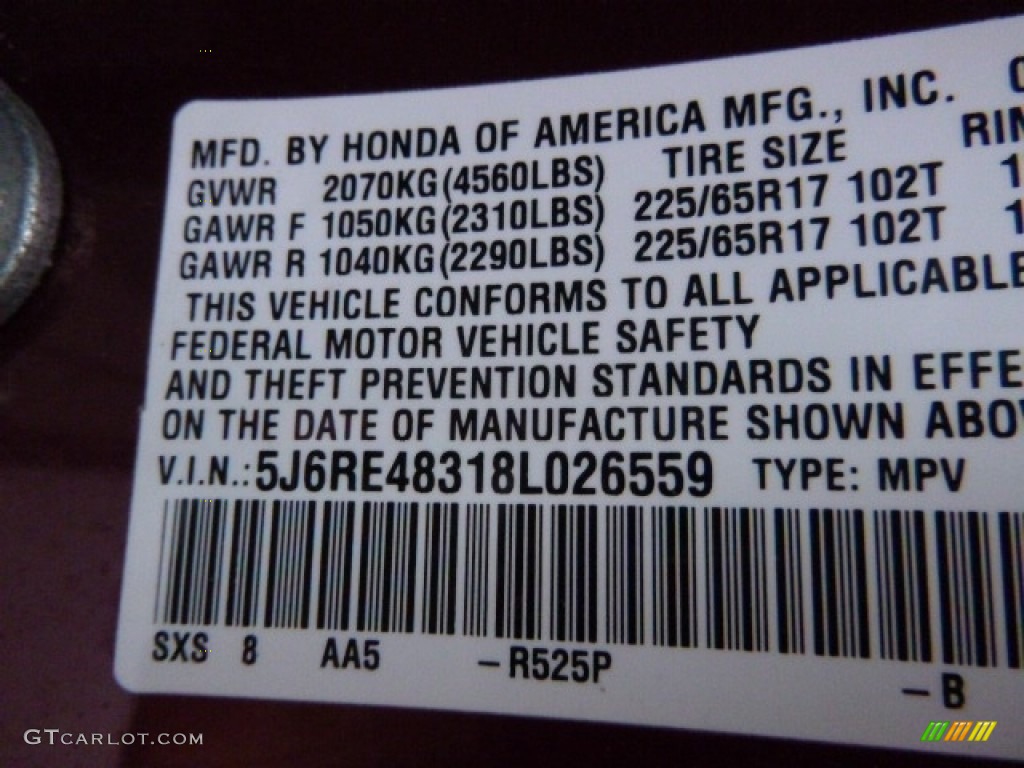 MFD. BY HONDA OF AMERICA MFG., INC.
TIRE SIZE
GVWR 2070KG(4560LBS)
GAWR F 1050KG(2310LBS) 225/65R17 102T
GAWR R 1040KG(2290LBS) 225/65R17 102T
THIS VEHICLE CONFORMS TO ALL APPLICABLE
FEDERAL MOTOR VEHICLE SAFETY
AND THEFT PREVENTION STANDARDS IN EFFE
ON THE DATE OF MANUFACTURE SHOWN ABO
V.I.N.:5J6RE48318L026559 TYPE: MPV
SXS 8 AA5 -R525P
-B
GTCARLOT.COM